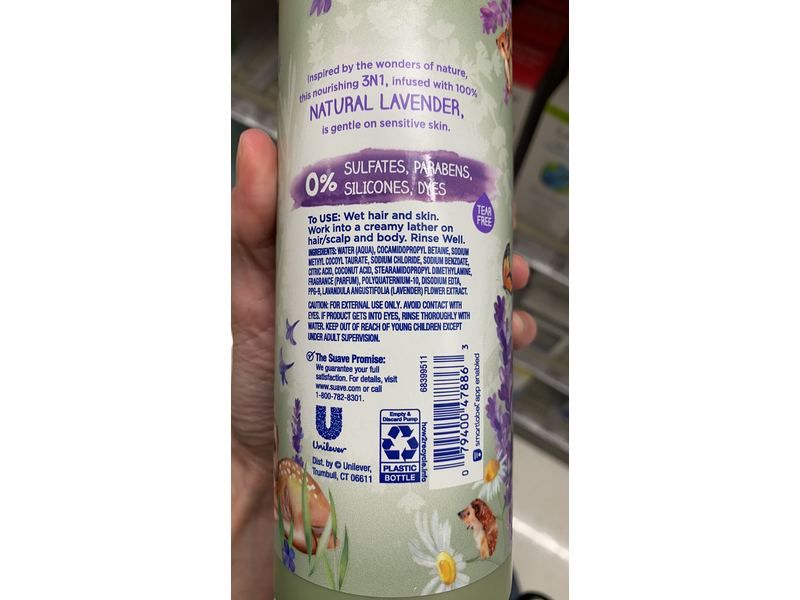 Inspired by the wonders of nature,
this nourishing 3N1, infused with 100%
NATURAL LAVENDER,
is gentle on sensitive skin.
0% SULFATES, PARABENS,
SILICONES, DYES
TEAR
FREE
To USE: Wet hair and skin.
Work into a creamy lather on
hair/scalp and body. Rinse Well.
INGREDIENTS: WATER (AQUA), COCAMIDOPROPYL BETAINE, SODIUM
METHYL COCOYL TAURATE, SODIUM CHLORIDE, SODIUM BENZOATE,
CITRIC ACID, COCONUT ACID, STEARAMIDOPROPYL DIMETHYLAMINE,
FRAGRANCE (PARFUM), POLYQUATERNIUM-10, DISODIUM EDTA,
PPG-9, LAVANDULA ANGUSTIFOLIA (LAVENDER) FLOWER EXTRACT.
CAUTION: FOR EXTERNAL USE ONLY. AVOID CONTACT WITH
EYES. IF PRODUCT GETS INTO EYES, RINSE THOROUGHLY WITH
WATER. KEEP OUT OF REACH OF YOUNG CHILDREN EXCEPT
UNDER ADULT SUPERVISION.
The Suave Promise:
We guarantee your full
satisfaction. For details, visit
www.suave.com or call
1-800-782-8301.
Unilever
Dist. by © Unilever,
Trumbull, CT 06611
Empty &
Discard Pump
PLASTIC
BOTTLE
how2recycle.info
68399511
0 79400 47886 3
smartlabel app enabled